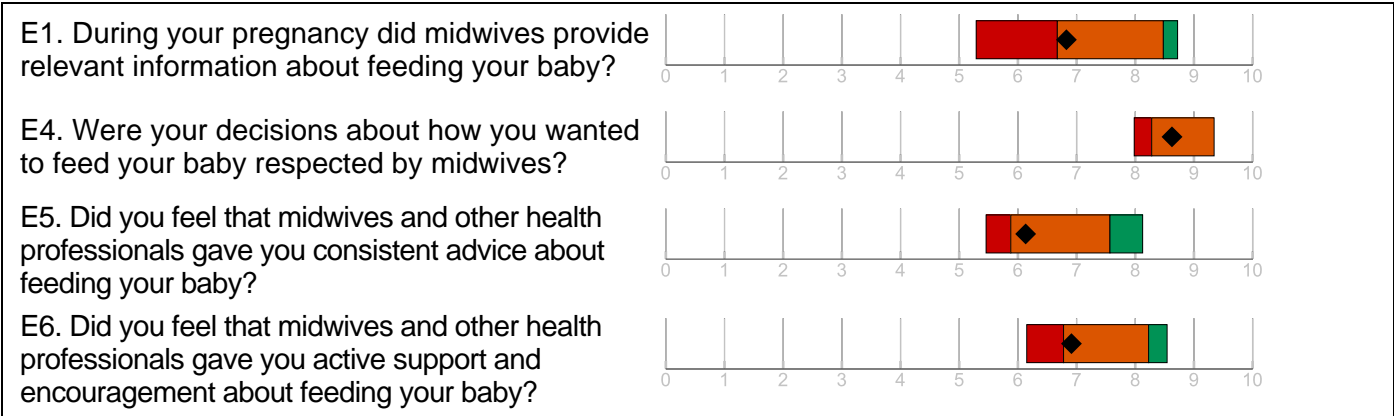 E1. During your pregnancy did midwives provide
relevant information about feeding your baby?
0 1 2 3 4 5 6 7 8 9 10
E4. Were your decisions about how you wanted
to feed your baby respected by midwives?
0 1 2 3 4 5 6 7 8 9 10
E5. Did you feel that midwives and other health
professionals gave you consistent advice about
feeding your baby?
0 1 2 3 4 5 6 7 8 9 10
E6. Did you feel that midwives and other health
professionals gave you active support and
encouragement about feeding your baby?
0 1 2 3 4 5 6 7 8 9 10